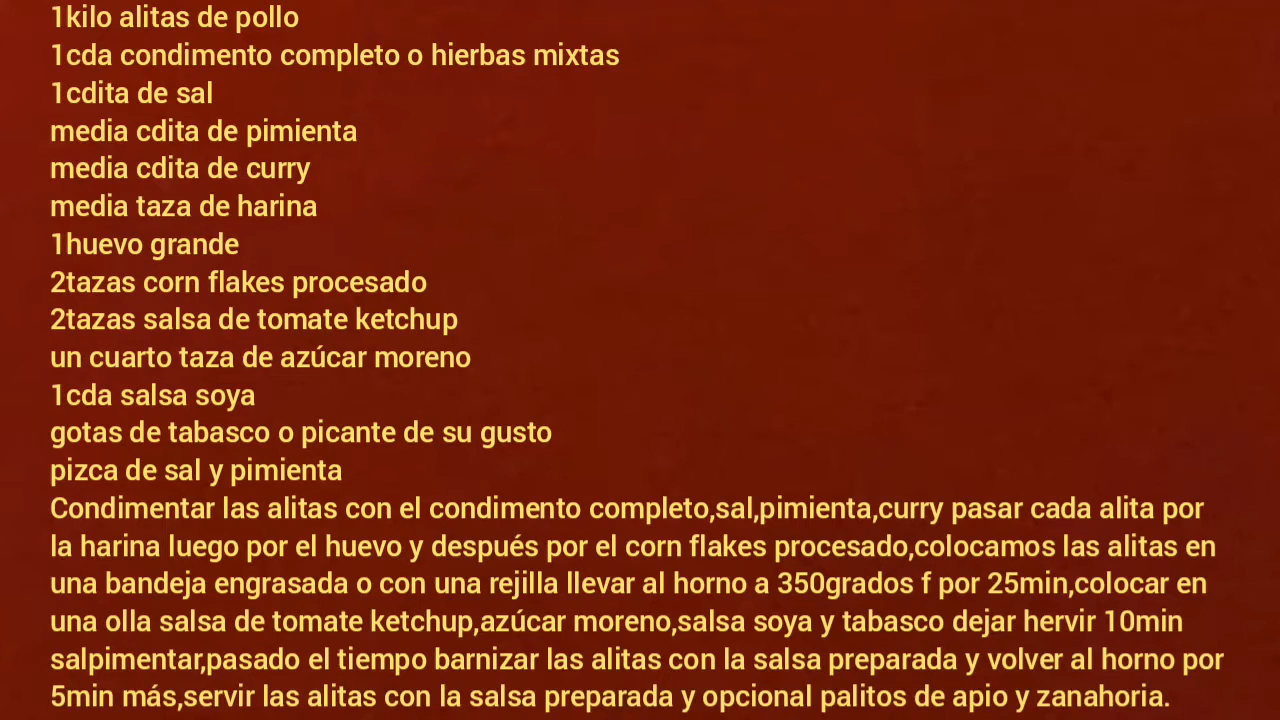 1kilo alitas de pollo
1cda condimento completo o hierbas mixtas
1cdita de sal
media cdita de pimienta
media cdita de curry
media taza de harina
1huevo grande
2tazas corn flakes procesado
2tazas salsa de tomate ketchup
un cuarto taza de azúcar moreno
1cda salsa soya
gotas de tabasco o picante de su gusto
pizca de sal y pimienta
Condimentar las alitas con el condimento completo,sal,pimienta,curry pasar cada alita por
la harina luego por el huevo y después por el corn flakes procesado,colocamos las alitas en
una bandeja engrasada o con una rejilla llevar al horno a 350grados f por 25min,colocar en
una olla salsa de tomate ketchup,azúcar moreno,salsa soya y tabasco dejar hervir 10min
salpimentar,pasado el tiempo barnizar las alitas con la salsa preparada y volver al horno por
5min más,servir las alitas con la salsa preparada y opcional palitos de apio y zanahoria.